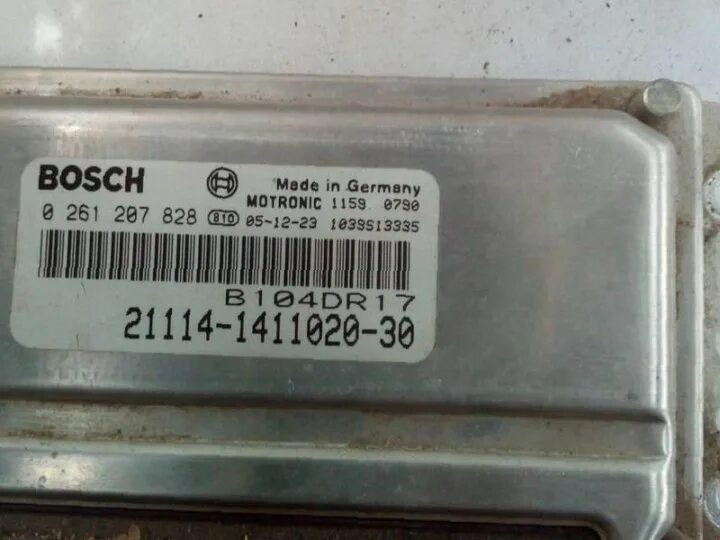 BOSCH Made in Germany
MOTRONIC 1159 0790
0 261 207 828 810 05-12-23 1039S13335
B104DR17
21114-1411020-30